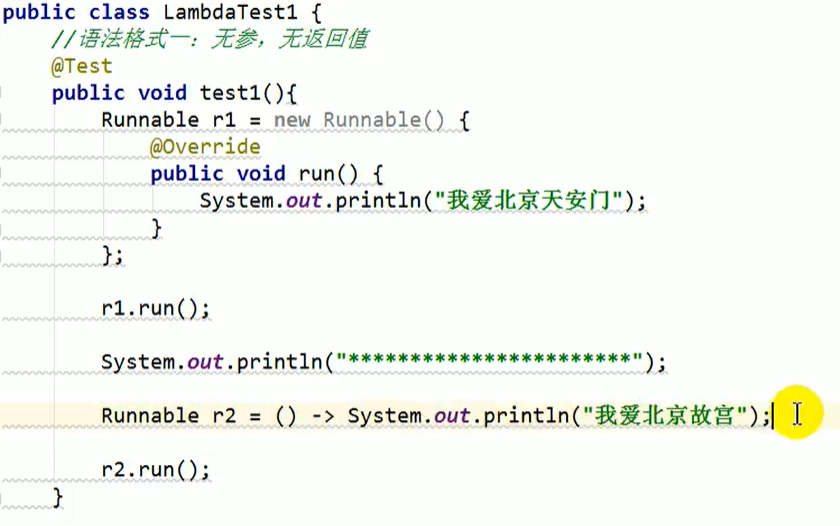 public class LambdaTest1 {
//语法格式一：无参，无返回值
@Test
public void test1(){
Runnable r1 = new Runnable() {
@Override
public void run() {
System.out.println("我爱北京天安门");
}
};
r1.run();
System.out.println("***********************");
Runnable r2 = () -> System.out.println("我爱北京故宫");
r2.run();
}